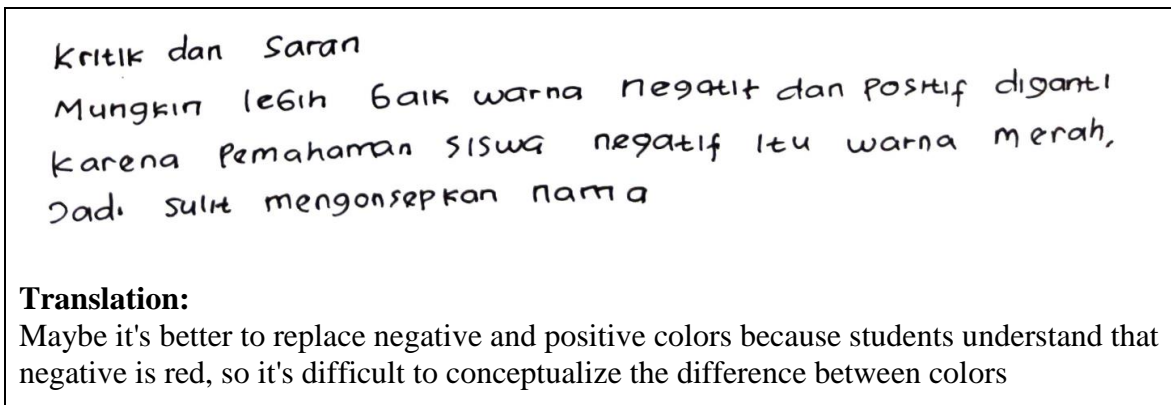 Kritik dan Saran
Mungkin lebih baik warna negatif dan positif diganti
karena Pemahaman siswa negatif itu warna merah,
Jadi sulit mengonsepkan nama
Translation:
Maybe it's better to replace negative and positive colors because students understand that
negative is red, so it's difficult to conceptualize the difference between colors